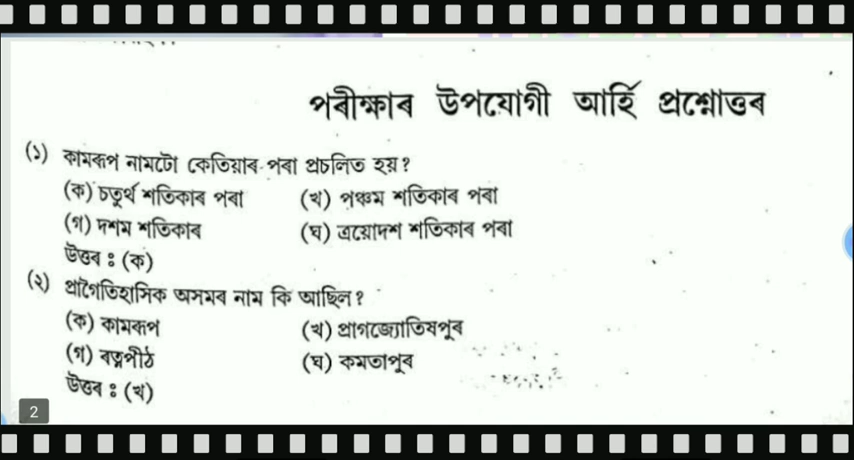 পৰীক্ষাৰ উপযোগী আৰ্হি প্ৰশ্নোত্তৰ
(১) কামৰূপ নামটো কেতিয়াৰ পৰা প্ৰচলিত হয়?
(ক) চতুৰ্থ শতিকাৰ পৰা (খ) পঞ্চম শতিকাৰ পৰা
(গ) দশম শতিকাৰ (ঘ) ত্ৰয়োদশ শতিকাৰ পৰা
উত্তৰ ঃ (ক)
(২) প্ৰাগৈতিহাসিক অসমৰ নাম কি আছিল?
(ক) কামৰূপ (খ) প্ৰাগজ্যোতিষপুৰ
(গ) ৰত্নপীঠ (ঘ) কমতাপুৰ
উত্তৰ ঃ (খ)
2